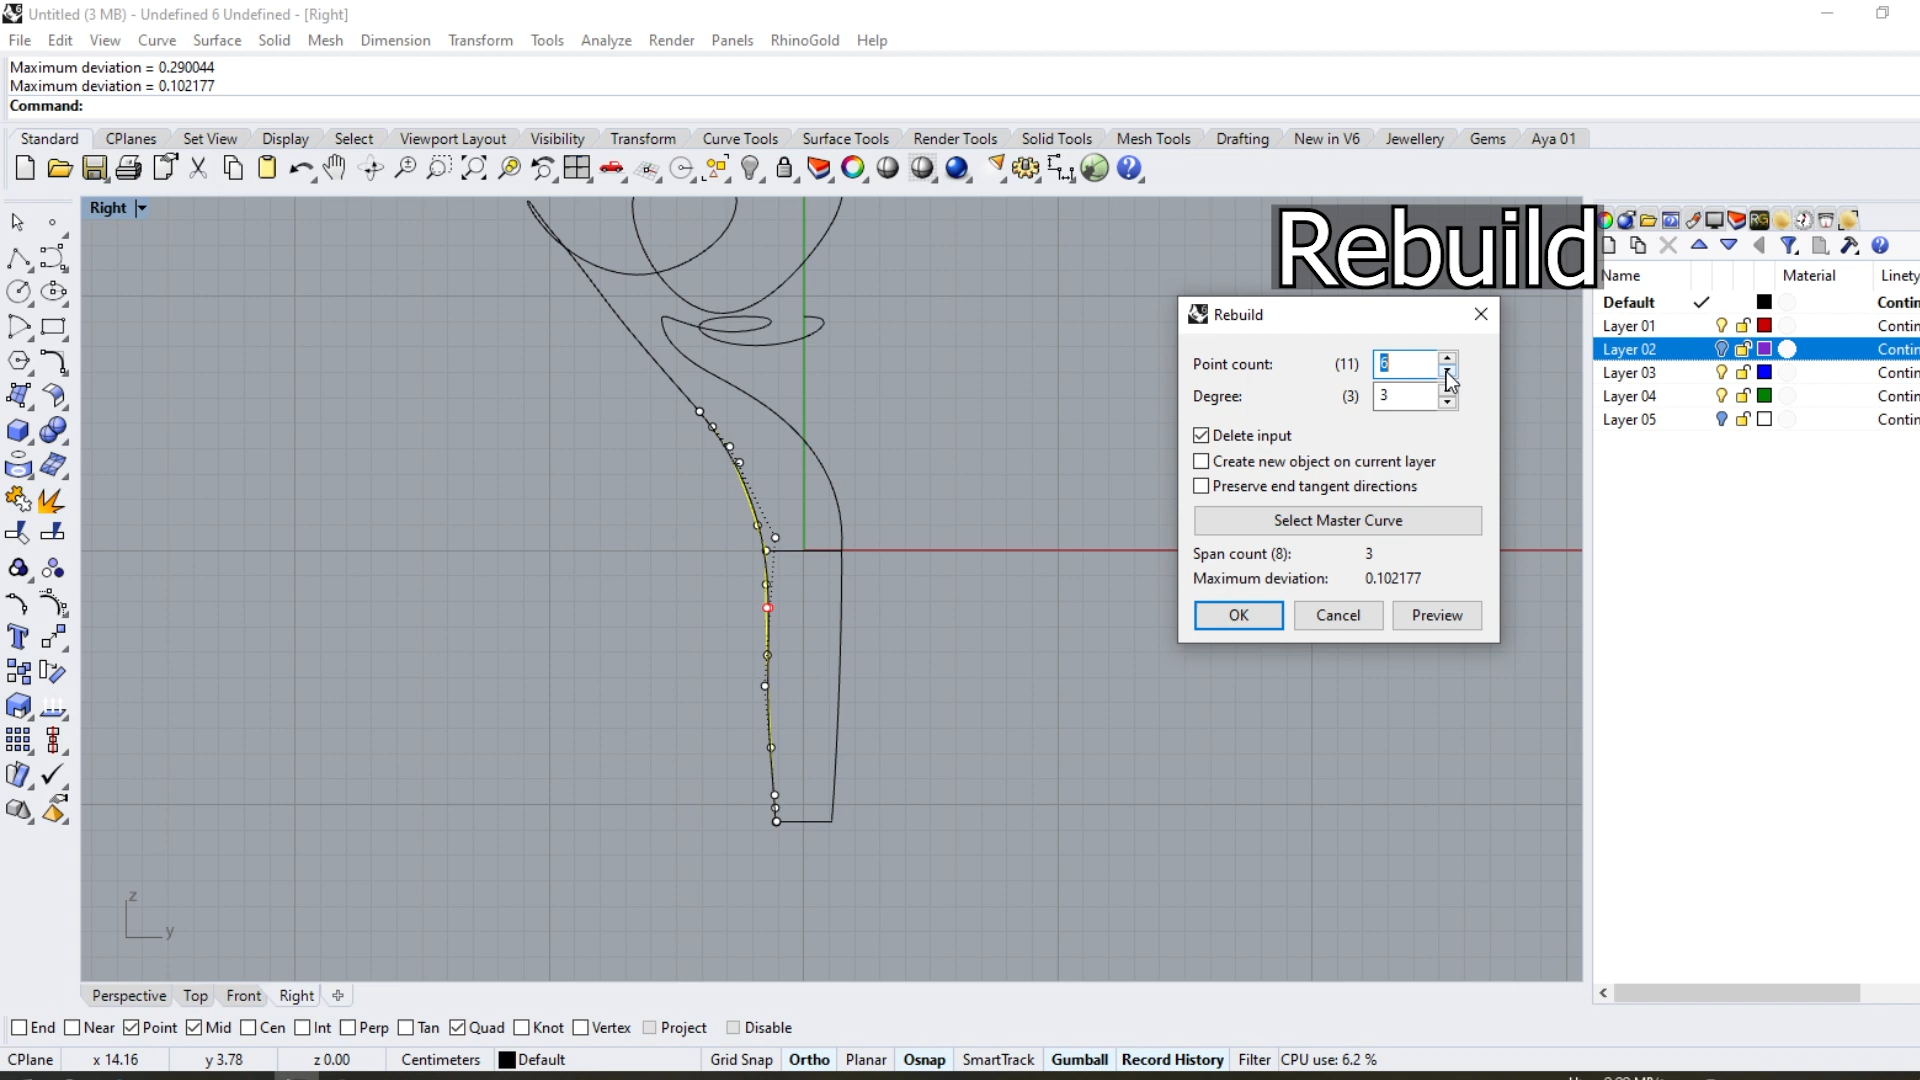 Untitled (3 MB) - Undefined 6 Undefined - [Right]
File Edit View Curve Surface Solid Mesh Dimension Transform Tools Analyze Render Panels RhinoGold Help
Maximum deviation = 0.290044
Maximum deviation = 0.102177
Command:
Standard CPlanes Set View Display Select Viewport Layout Visibility Transform Curve Tools Surface Tools Render Tools Solid Tools Mesh Tools Drafting New in V6 Jewellery Gems Aya 01
Right
Rebuild
Name Material Linety
Default Contin
Layer 01 Contin
Layer 02 Contin
Layer 03 Contin
Layer 04 Contin
Layer 05 Contin
Rebuild
Point count: (11) 6
Degree: (3) 3
Delete input
Create new object on current layer
Preserve end tangent directions
Select Master Curve
Span count (8): 3
Maximum deviation: 0.102177
OK Cancel Preview
z
y
Perspective Top Front Right
End Near Point Mid Cen Int Perp Tan Quad Knot Vertex Project Disable
CPlane x 14.16 y 3.78 z 0.00 Centimeters Default Grid Snap Ortho Planar Osnap SmartTrack Gumball Record History Filter CPU use: 6.2 %